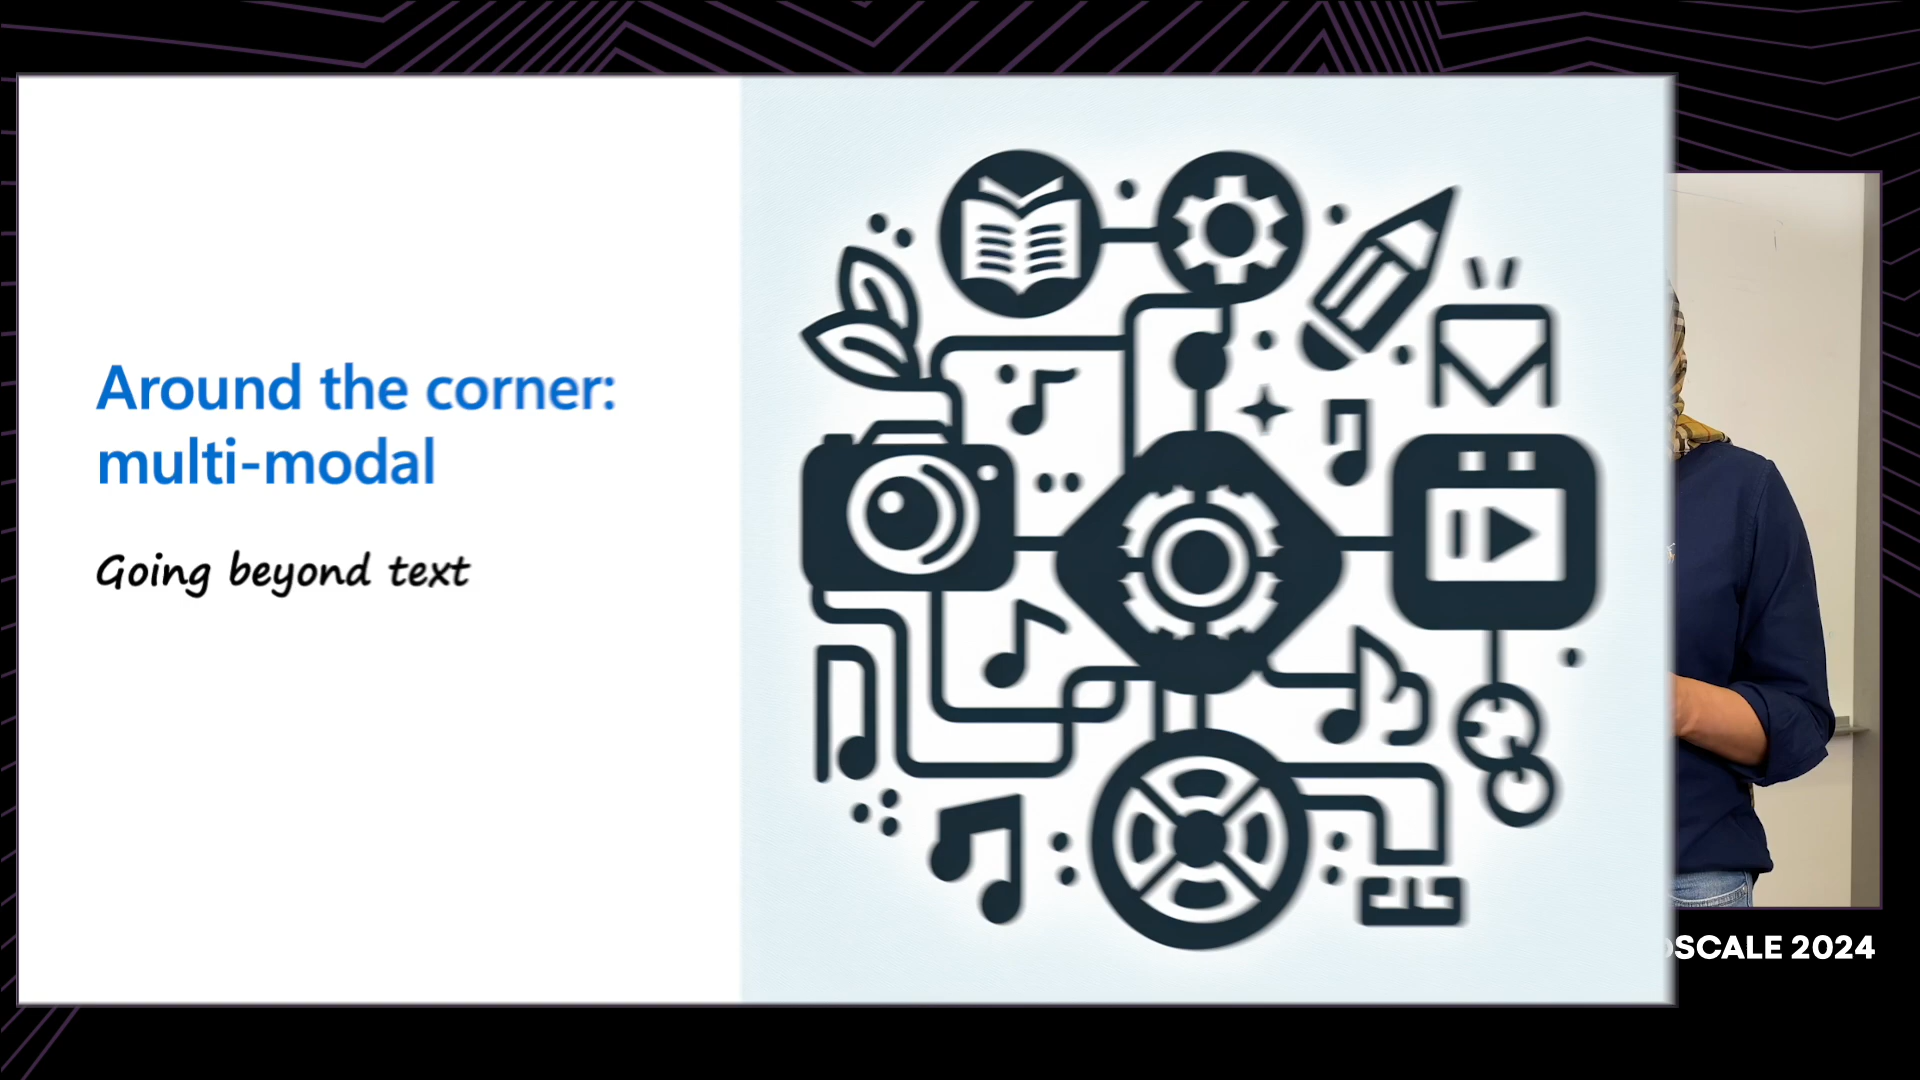 Around the corner:
multi-modal
Going beyond text
SCALE 2024